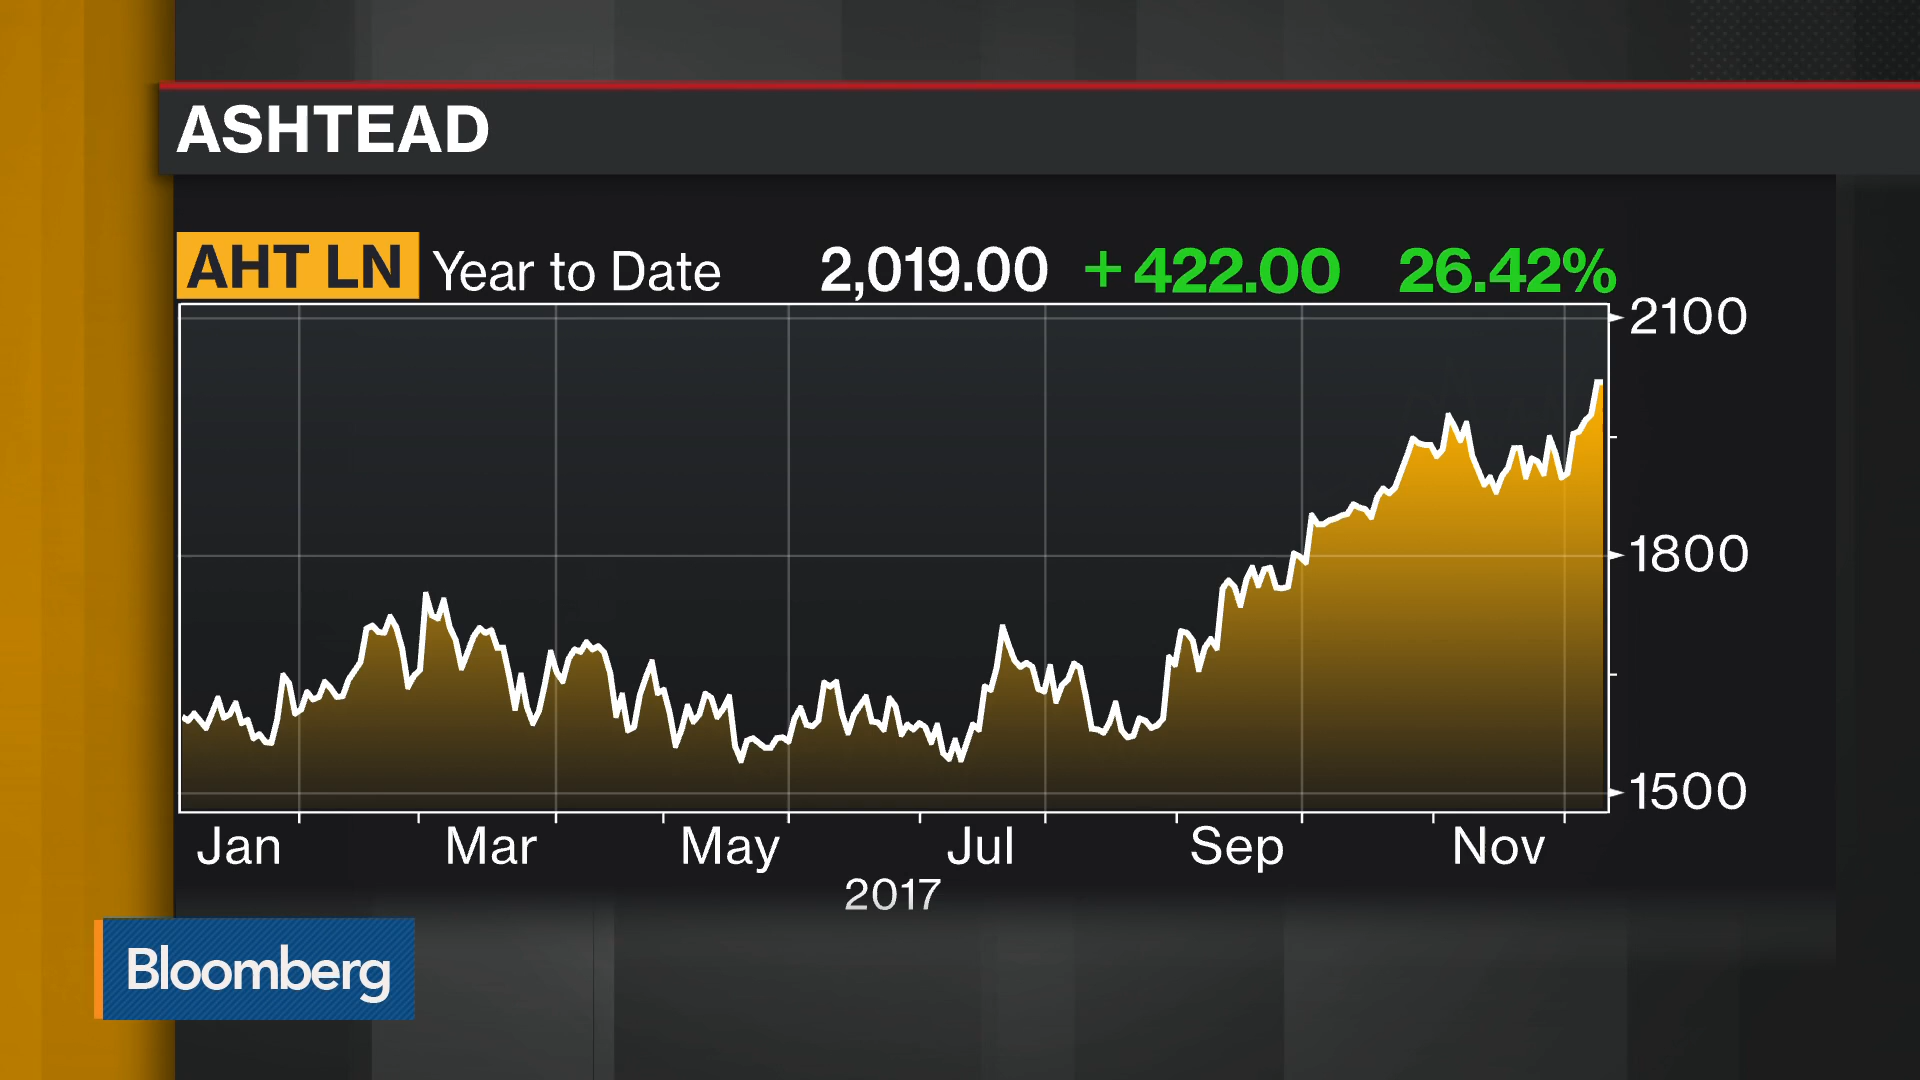 ASHTEAD
AHT LN Year to Date 2,019.00 +422.00 26.42%
2100
1800
1500
Jan Mar May Jul Sep Nov
2017
Bloomberg